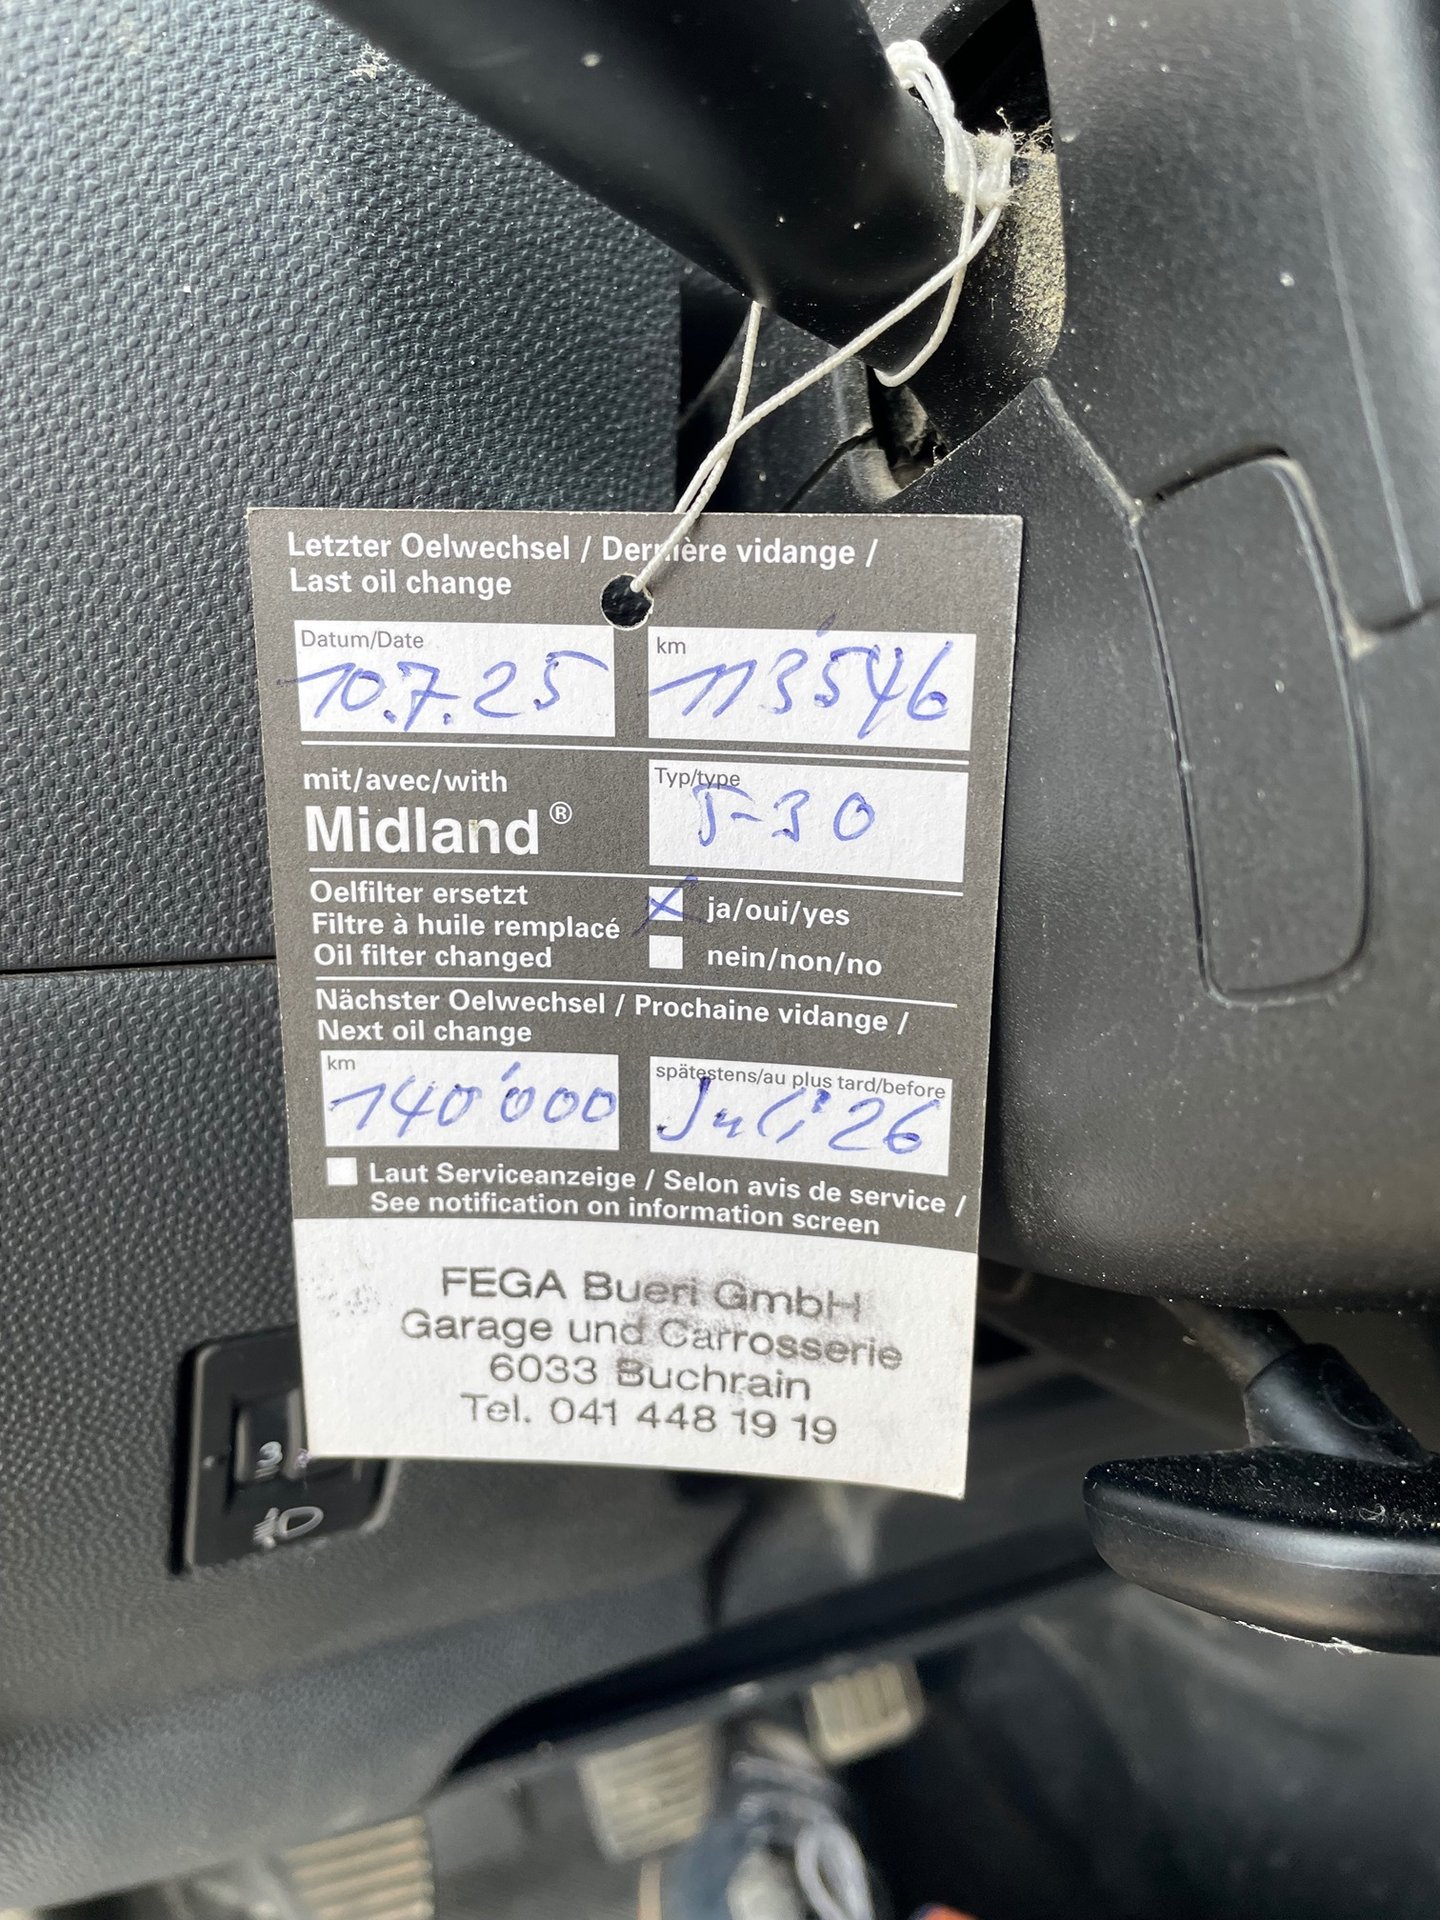 Letzter Oelwechsel / Dernière vidange /
Last oil change
Datum/Date
10.7.25
km
113'546
mit/avec/with
Midland®
Typ/type
5-30
Oelfilter ersetzt
Filtre à huile remplacé
Oil filter changed
ja/oui/yes
nein/non/no
Nächster Oelwechsel / Prochaine vidange /
Next oil change
km
140'000
spätestens/au plus tard/before
Juli 26
Laut Serviceanzeige / Selon avis de service /
See notification on information screen
FEGA Bueri GmbH
Garage und Carrosserie
6033 Buchrain
Tel. 041 448 19 19
3